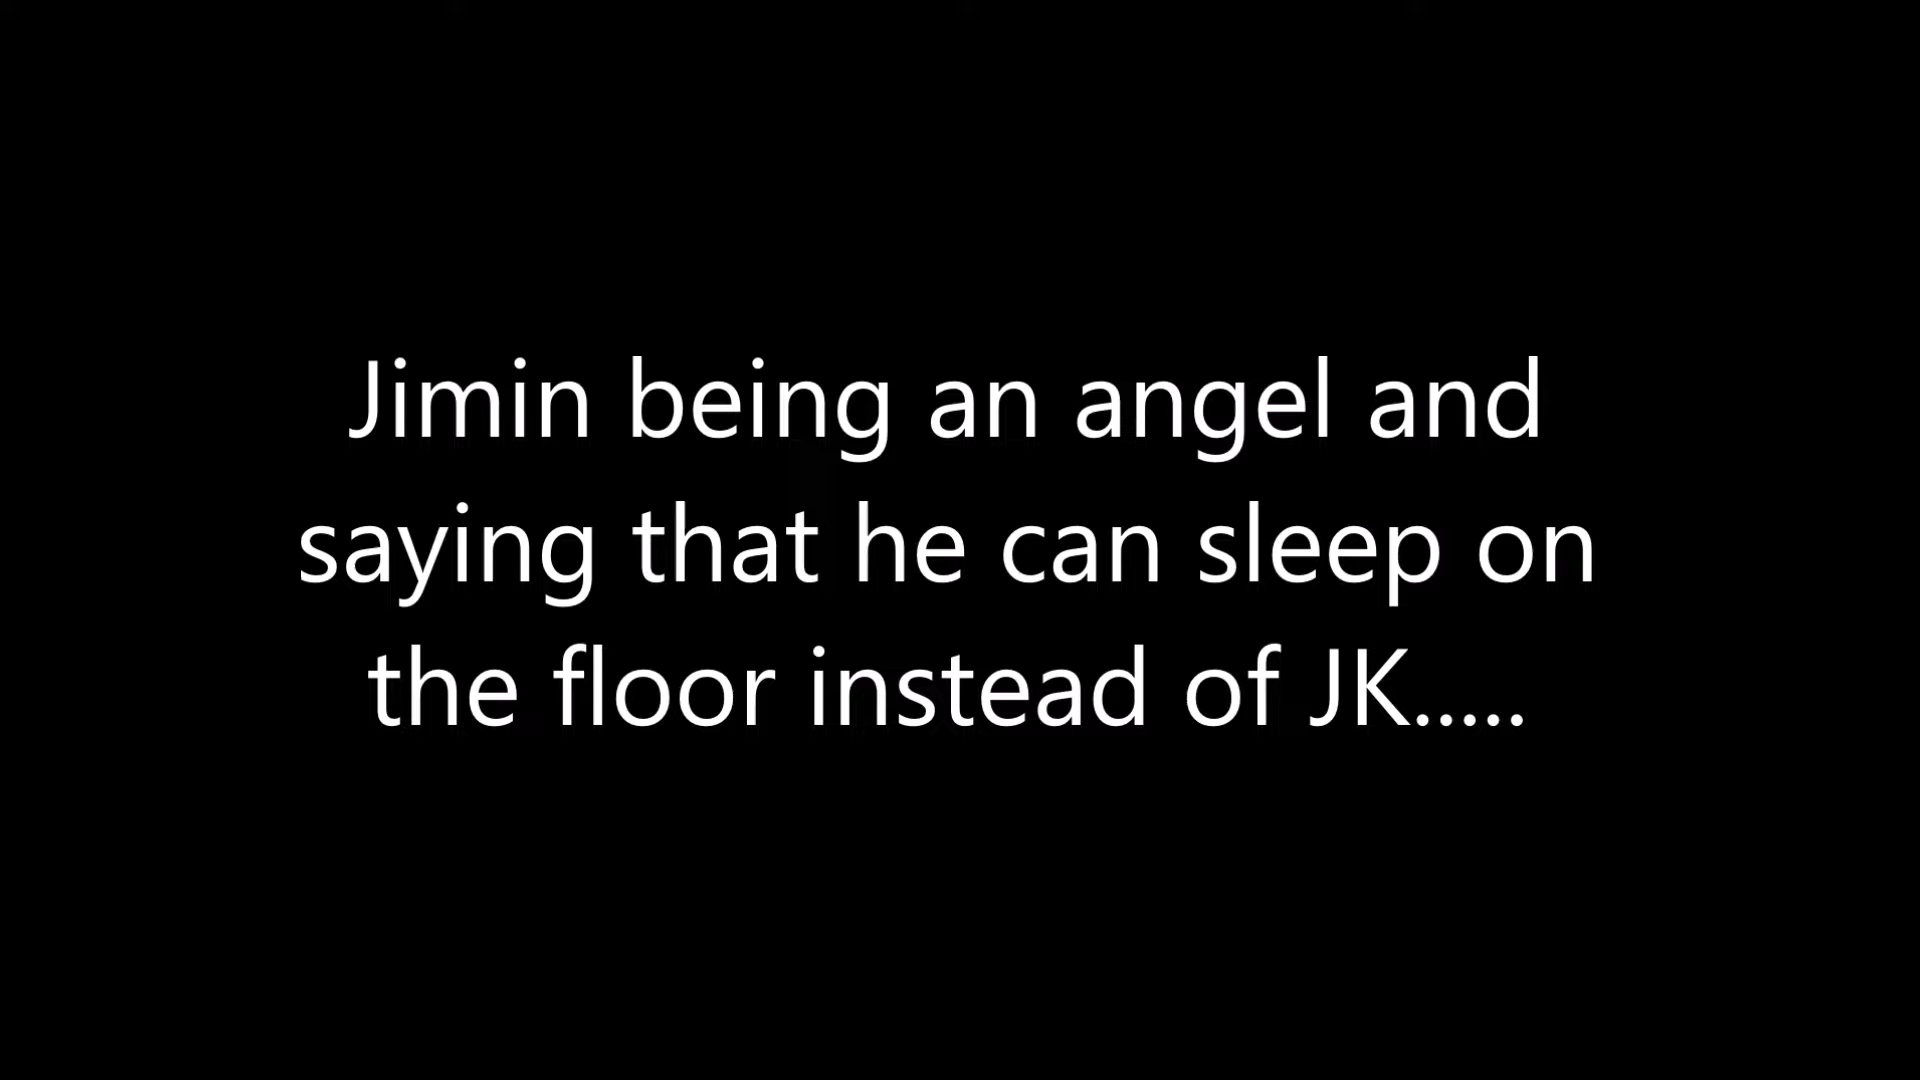 Jimin being an angel and
saying that he can sleep on
the floor instead of JK.....